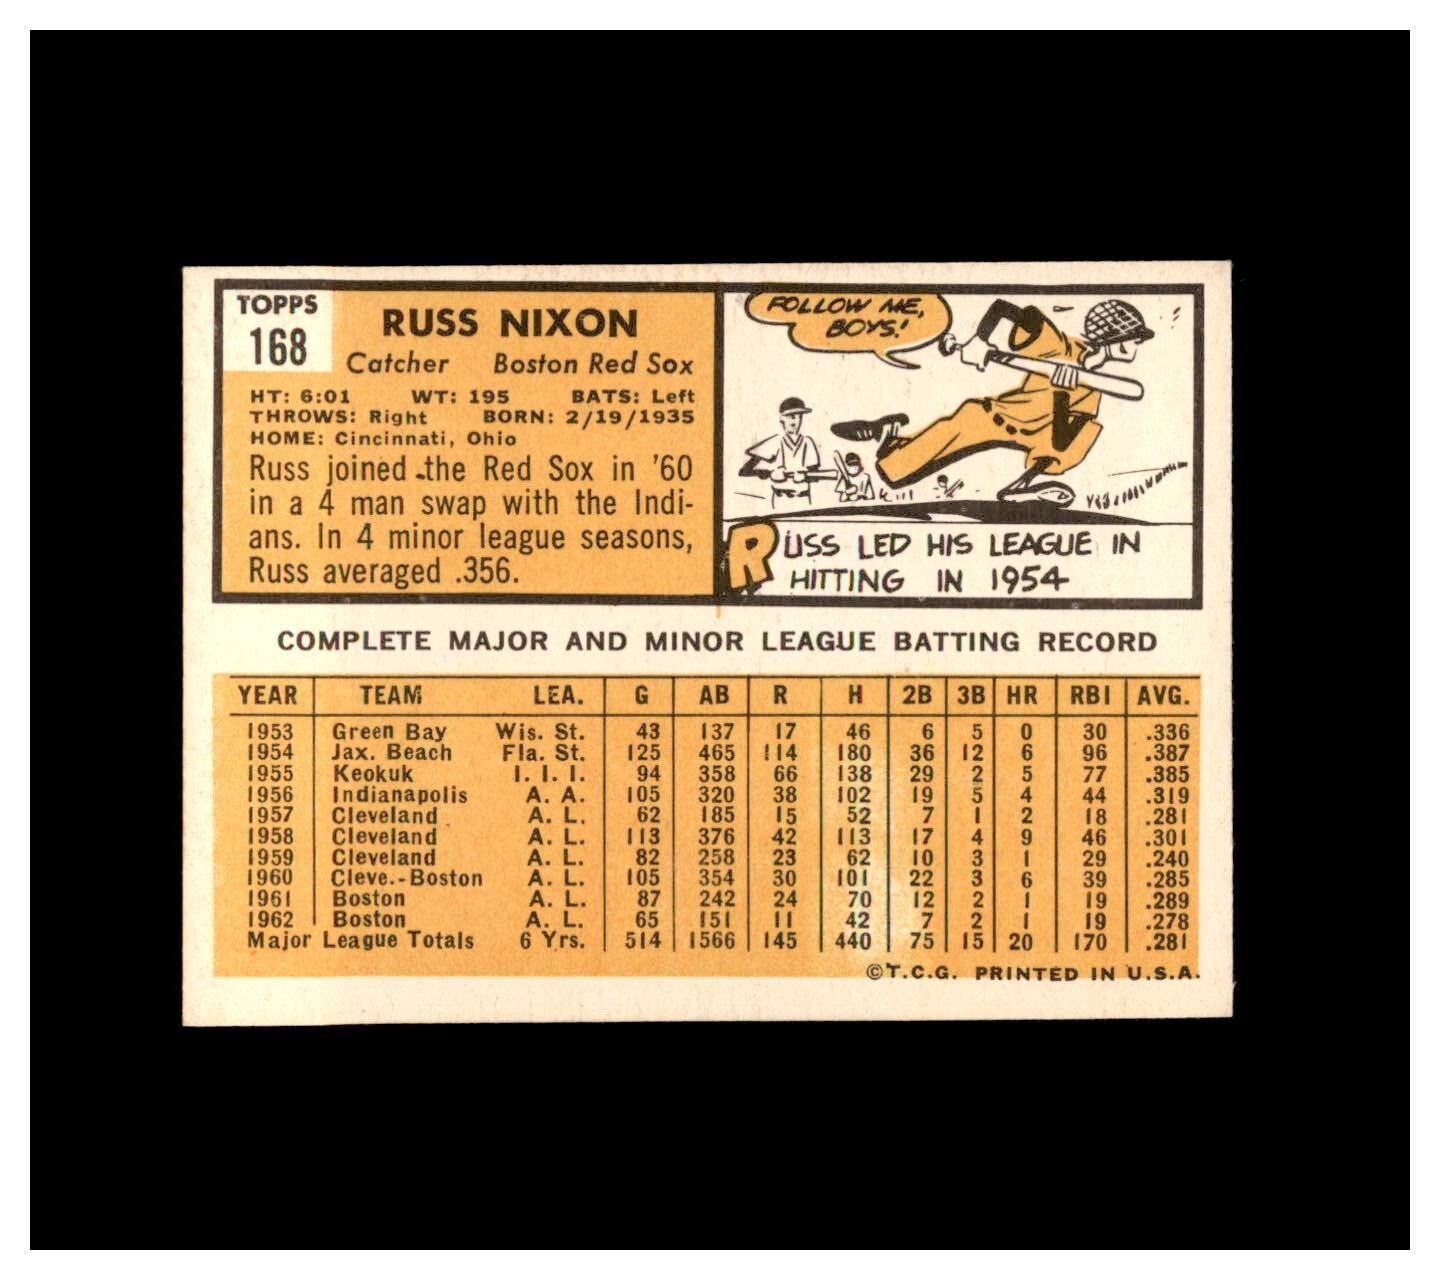 TOPPS
168
RUSS NIXON
Catcher Boston Red Sox
HT: 6:01 WT: 195 BATS: Left
THROWS: Right BORN: 2/19/1935
HOME: Cincinnati, Ohio
Russ joined the Red Sox in '60
in a 4 man swap with the Indi-
ans. In 4 minor league seasons,
Russ averaged .356.
FOLLOW ME,
BOYS!
RUSS LED HIS LEAGUE IN
HITTING IN 1954
COMPLETE MAJOR AND MINOR LEAGUE BATTING RECORD
YEAR TEAM LEA. G AB R H 2B 3B HR RBI AVG.
1953 Green Bay Wis. St. 43 137 17 46 6 5 0 30 .336
1954 Jax. Beach Fla. St. 125 465 114 180 36 12 6 96 .387
1955 Keokuk I. I. I. 94 358 66 138 29 2 5 77 .385
1956 Indianapolis A. A. 105 320 38 102 19 5 4 44 .319
1957 Cleveland A. L. 62 185 15 52 7 1 2 18 .281
1958 Cleveland A. L. 113 376 42 113 17 4 9 46 .301
1959 Cleveland A. L. 82 258 23 62 10 3 1 29 .240
1960 Cleve.-Boston A. L. 105 354 30 101 22 3 6 39 .285
1961 Boston A. L. 87 242 24 70 12 2 1 19 .289
1962 Boston A. L. 65 151 11 42 7 2 1 19 .278
Major League Totals 6 Yrs. 514 1566 145 440 75 15 20 170 .281
©T.C.G. PRINTED IN U.S.A.